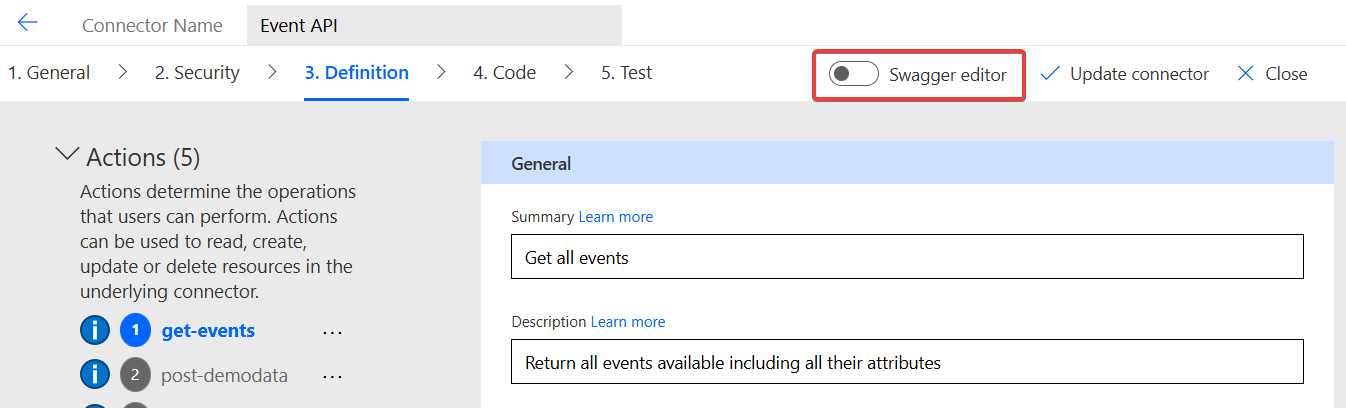 Connector Name Event API
1. General 2. Security 3. Definition 4. Code 5. Test Swagger editor Update connector Close
Actions (5)
Actions determine the operations
that users can perform. Actions
can be used to read, create,
update or delete resources in the
underlying connector.
i 1 get-events ...
i 2 post-demodata ...
General
Summary Learn more
Get all events
Description Learn more
Return all events available including all their attributes